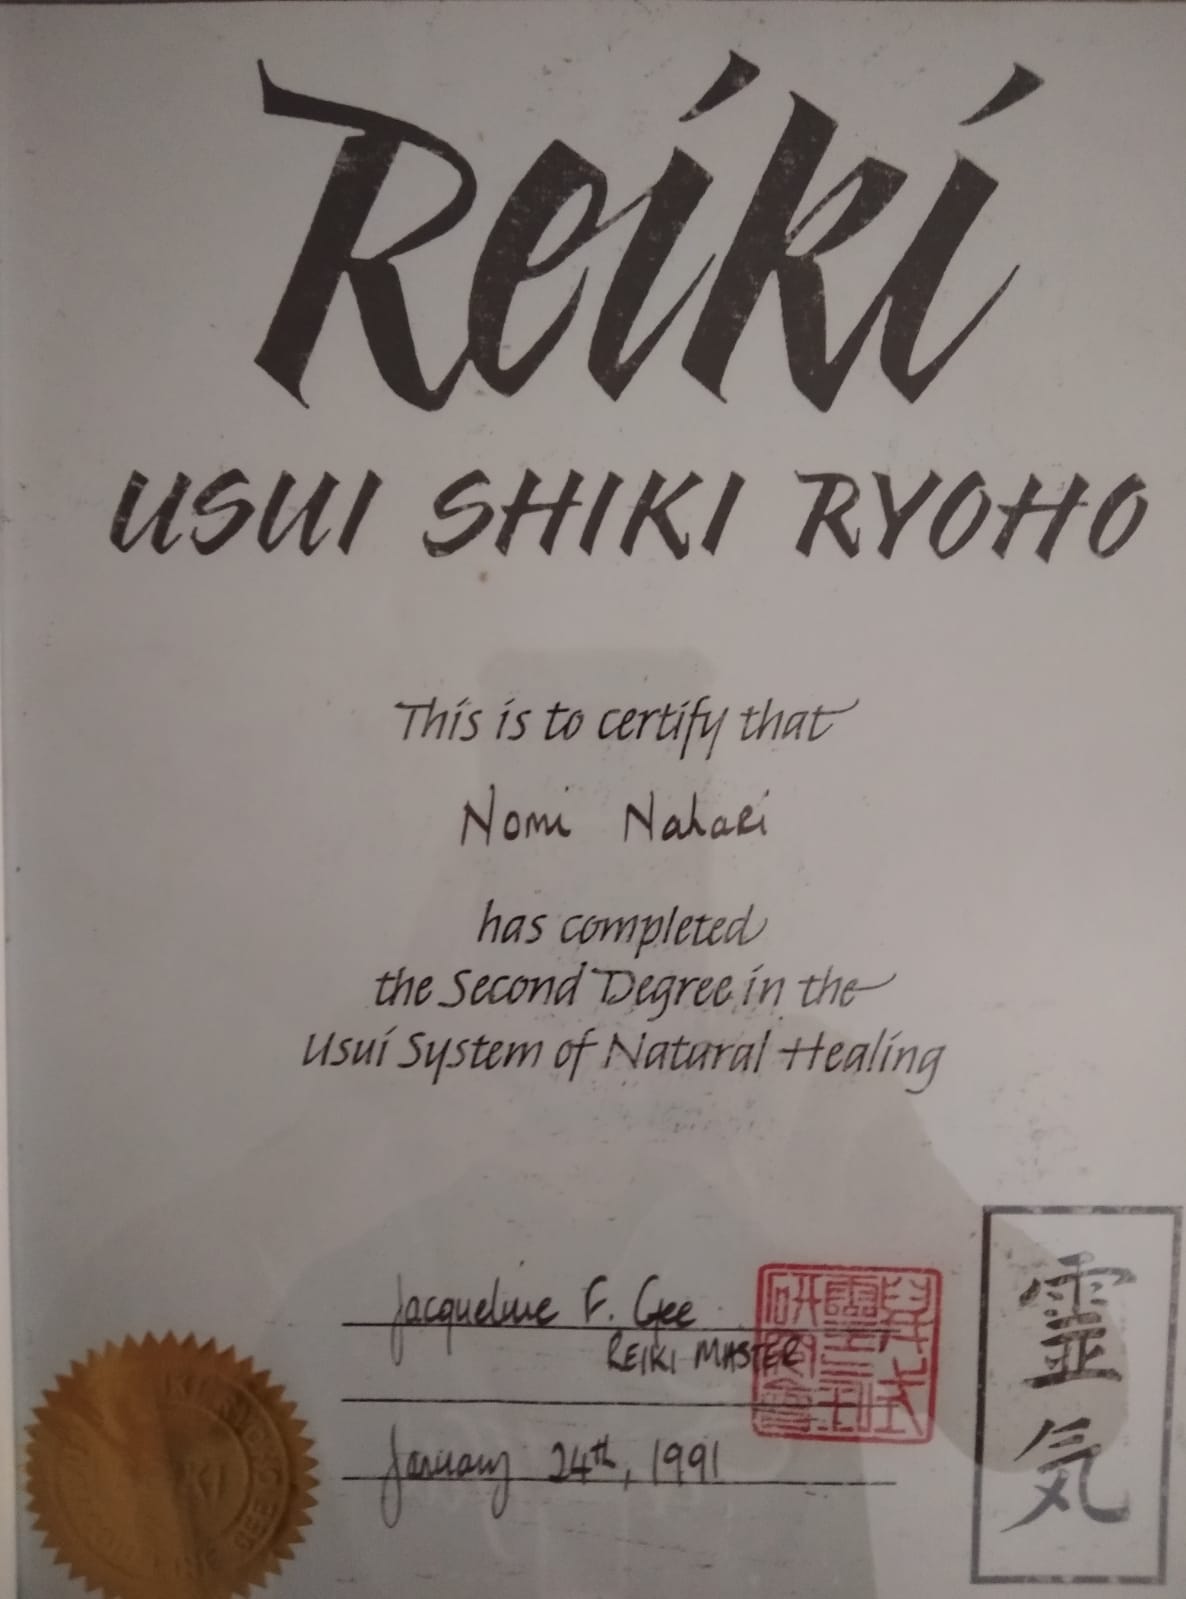 Reiki
USUI SHIKI RYOHO
This is to certify that
Nomi Nahari
has completed
the Second Degree in the
Usui System of Natural Healing
Jacqueline F. Gee
REIKI MASTER
January 24th, 1991
霊
気